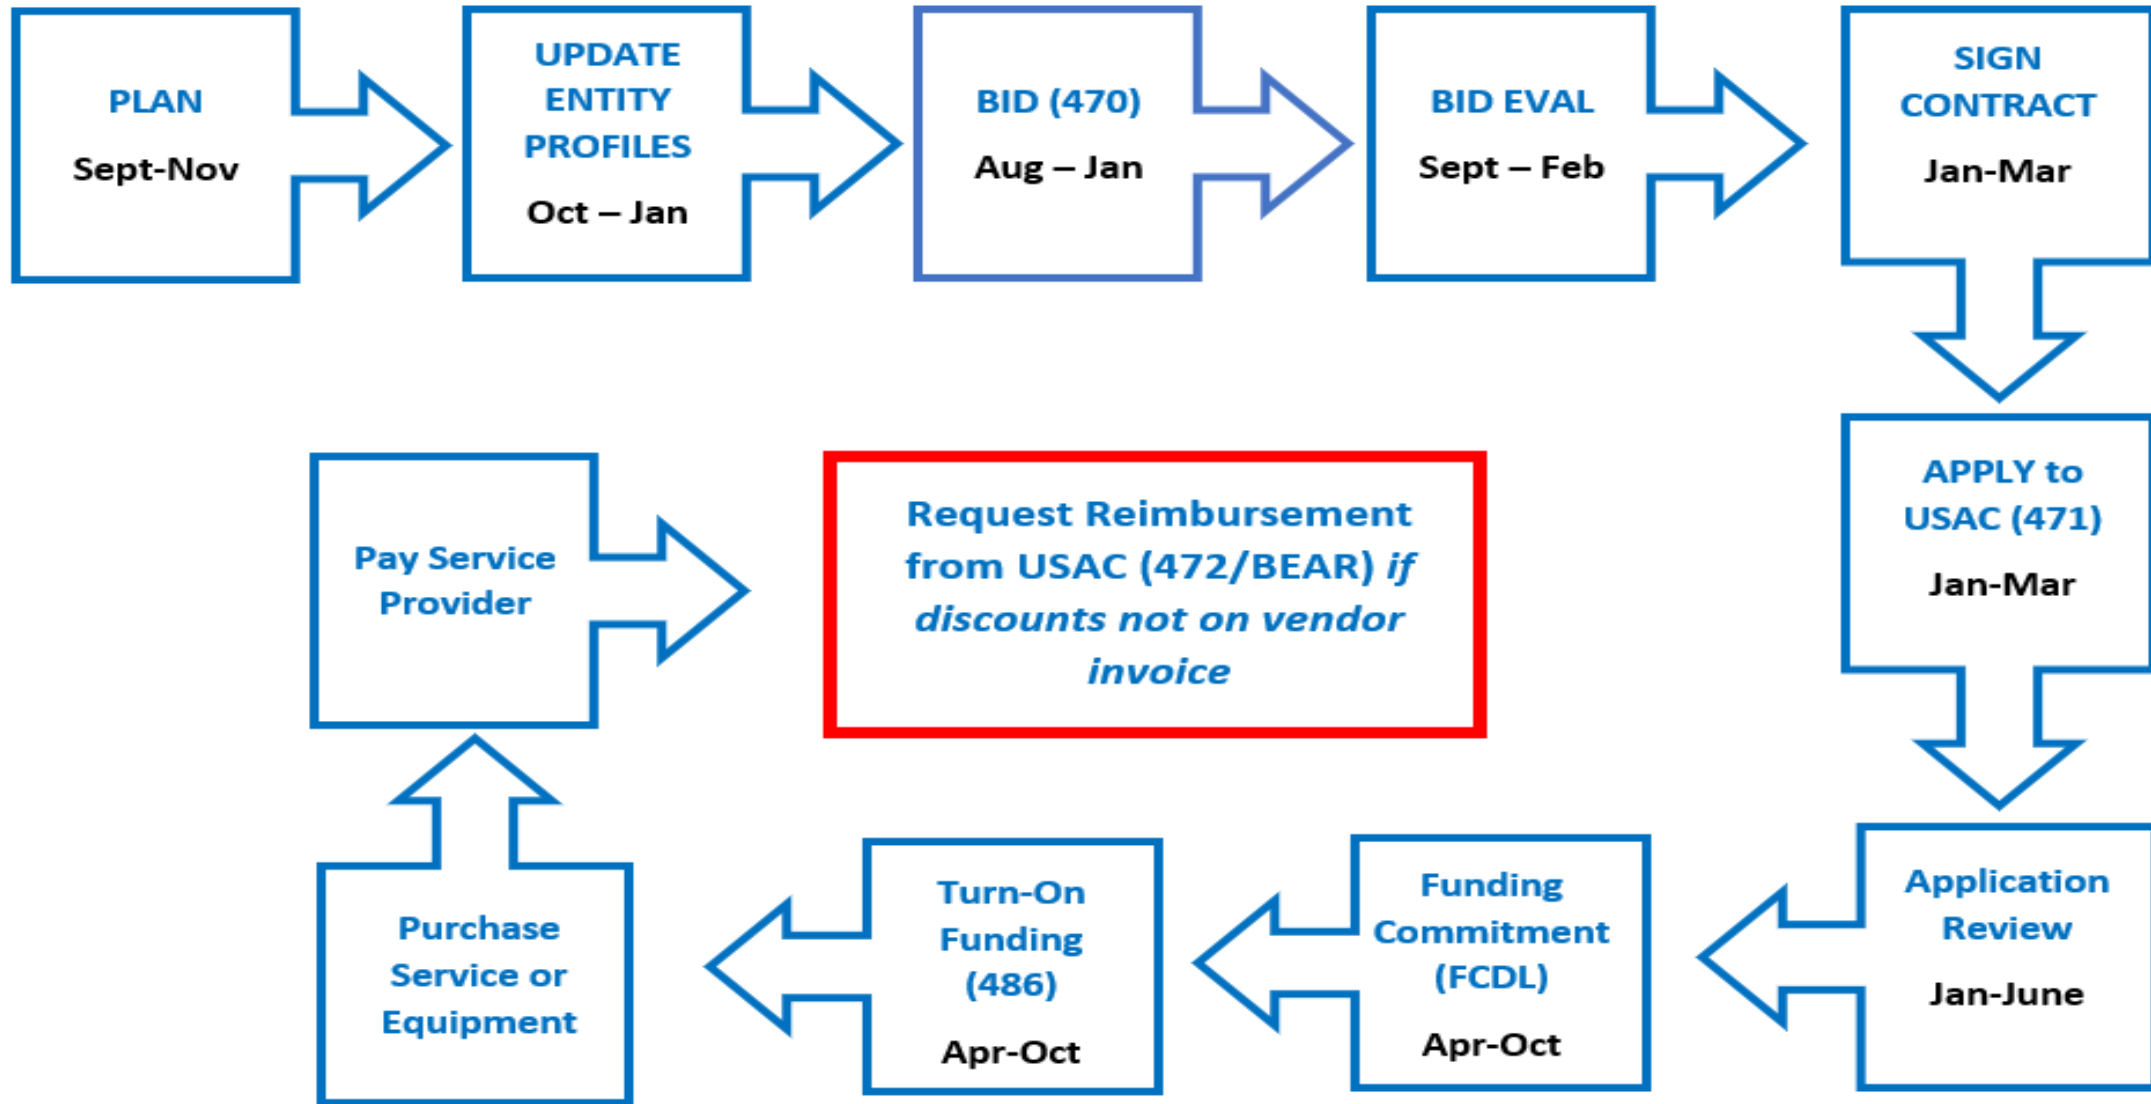 PLAN
Sept-Nov
UPDATE
ENTITY
PROFILES
Oct – Jan
BID (470)
Aug – Jan
BID EVAL
Sept – Feb
SIGN
CONTRACT
Jan-Mar
APPLY to
USAC (471)
Jan-Mar
Application
Review
Jan-June
Funding
Commitment
(FCDL)
Apr-Oct
Turn-On
Funding
(486)
Apr-Oct
Purchase
Service or
Equipment
Pay Service
Provider
Request Reimbursement
from USAC (472/BEAR) if
discounts not on vendor
invoice